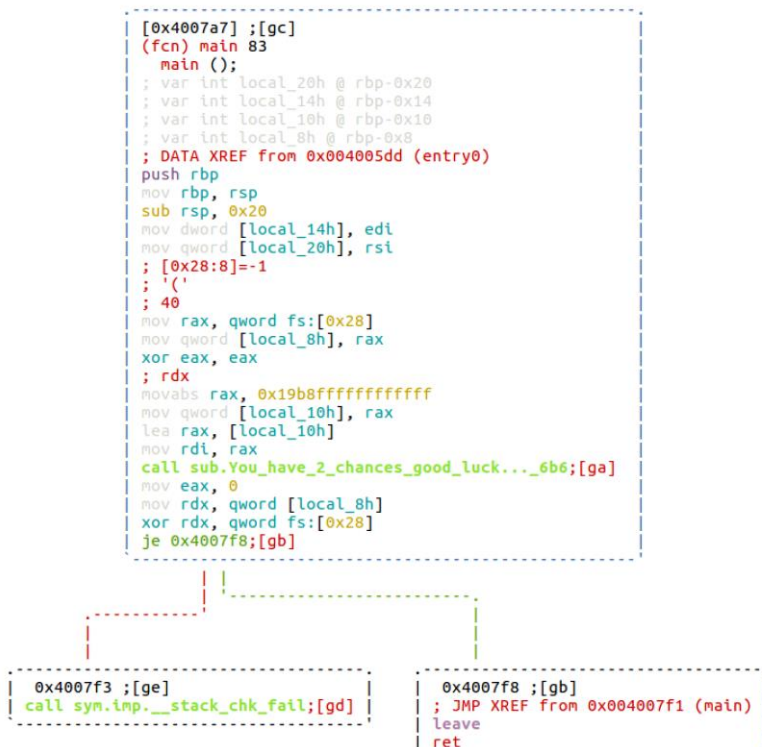 [0x4007a7] ;[gc]
(fcn) main 83
main ();
; var int local_20h @ rbp-0x20
; var int local_14h @ rbp-0x14
; var int local_10h @ rbp-0x10
; var int local_8h @ rbp-0x8
; DATA XREF from 0x004005dd (entry0)
push rbp
mov rbp, rsp
sub rsp, 0x20
mov dword [local_14h], edi
mov qword [local_20h], rsi
; [0x28:8]=-1
; '('
; 40
mov rax, qword fs:[0x28]
mov qword [local_8h], rax
xor eax, eax
; rdx
movabs rax, 0x19b8ffffffffffff
mov qword [local_10h], rax
lea rax, [local_10h]
mov rdi, rax
call sub.You_have_2_chances_good_luck..._6b6;[ga]
mov eax, 0
mov rdx, qword [local_8h]
xor rdx, qword fs:[0x28]
je 0x4007f8;[gb]
0x4007f3 ;[ge]
call sym.imp.__stack_chk_fail;[gd]
0x4007f8 ;[gb]
; JMP XREF from 0x004007f1 (main)
leave
ret